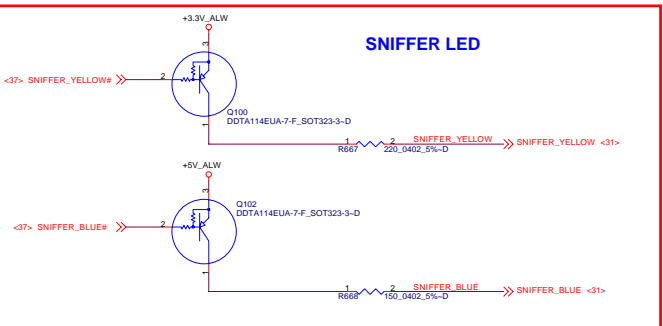 +3.3V_ALW
SNIFFER LED
3
<37> SNIFFER_YELLOW#
2
Q100
DDTA114EUA-7-F_SOT323-3~D
1
1
2
SNIFFER_YELLOW
SNIFFER_YELLOW <31>
R667
220_0402_5%~D
+5V_ALW
3
Q102
DDTA114EUA-7-F_SOT323-3~D
<37> SNIFFER_BLUE#
2
1
1
2
SNIFFER_BLUE
SNIFFER_BLUE <31>
R668
150_0402_5%~D